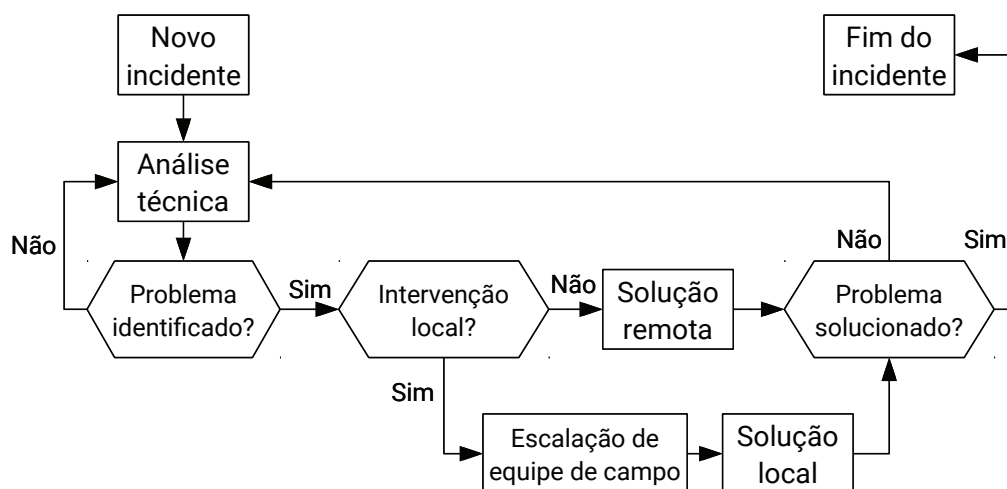 Novo
incidente
Fim do
incidente
Análise
técnica
Não
Não
Sim
Problema
identificado?
Sim
Intervenção
local?
Não
Solução
remota
Problema
solucionado?
Sim
Escalação de
equipe de campo
Solução
local